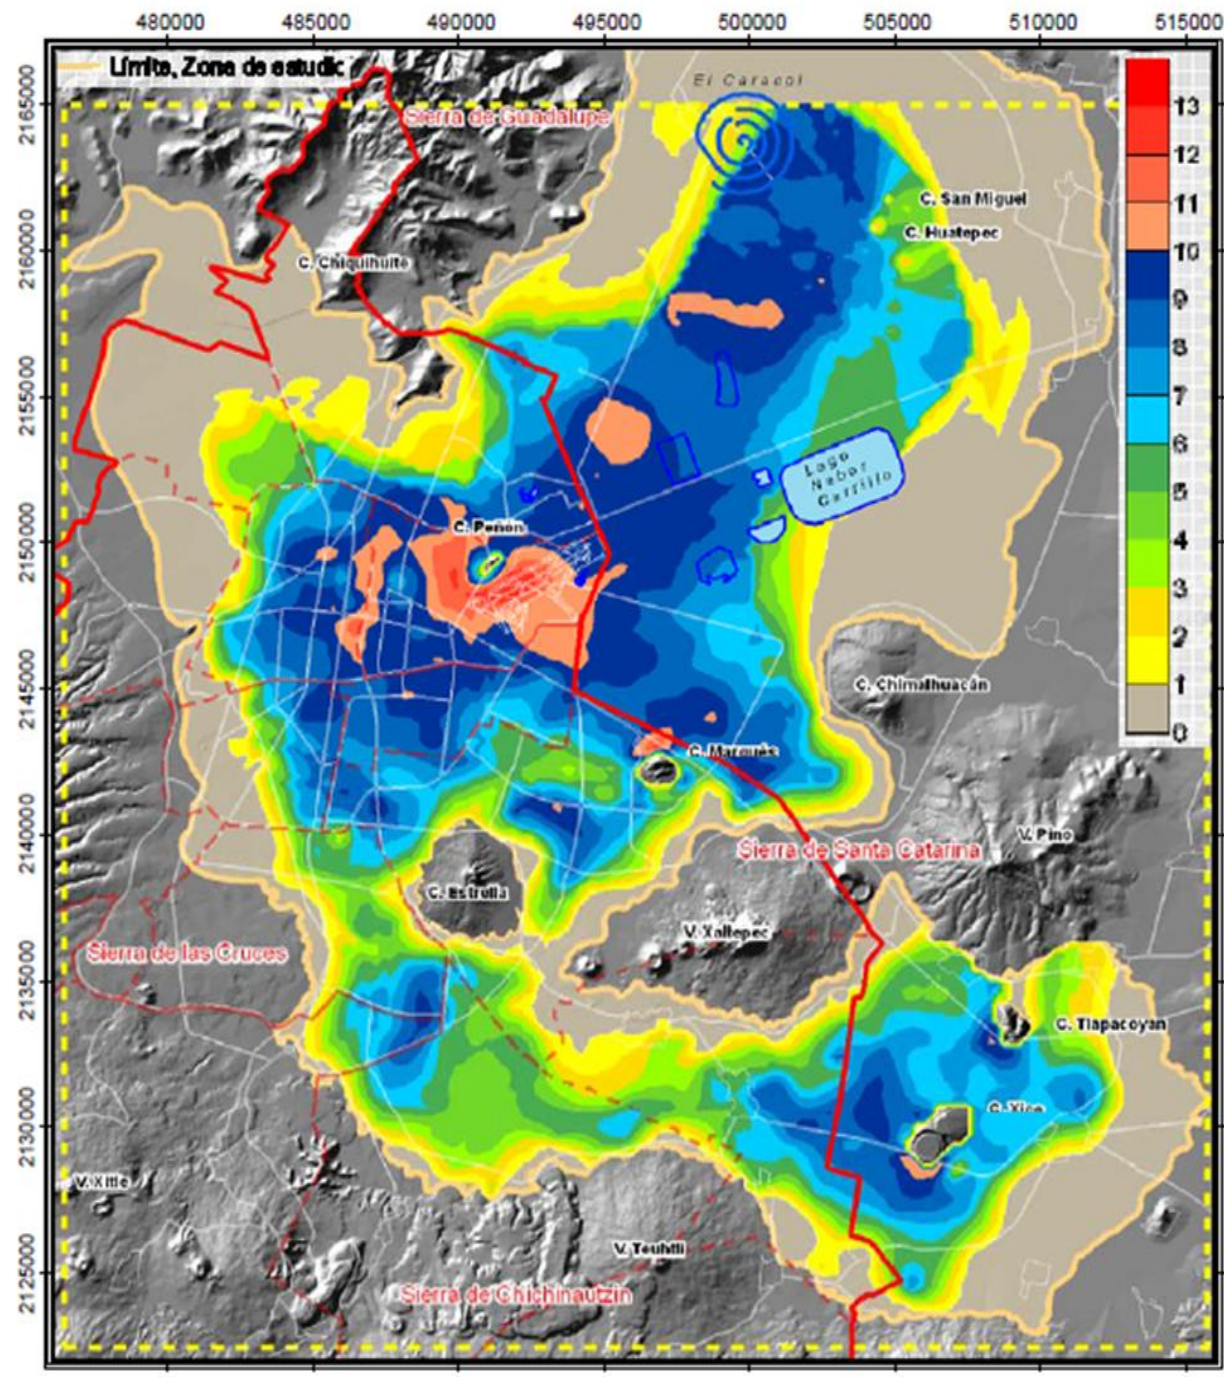 480000 485000 490000 495000 500000 505000 510000 515000
Límite, Zona de estudio
El Caracol
2165000
Sierra de Guadalupe
13
12
11
10
9
8
7
6
5
4
3
2
1
0
C. San Miguel
C. Huatepec
2160000
C. Chiquihuite
2155000
Lago
Nabor
Carrillo
C. Peñón
2150000
2145000
C. Chimalhuacán
C. Marqués
2140000
V. Pino
Sierra de Santa Catarina
C. Estrella
V. Xaltepec
Sierra de las Cruces
2135000
C. Tlapacoyan
C. Xico
2130000
V. Xitle
V. Teuhtli
2125000
Sierra de Chichinautzin